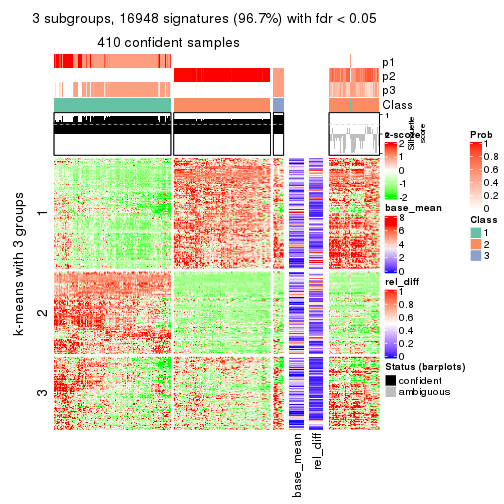 3 subgroups, 16948 signatures (96.7%) with fdr < 0.05
410 confident samples
p1
p2
p3
Class
1
0
Silhouette
score
k-means with 3 groups
1
2
3
base_mean
rel_diff
z-score
2
1
0
-1
-2
base_mean
8
6
4
2
0
rel_diff
1
0.8
0.6
0.4
0.2
0
Status (barplots)
confident
ambiguous
Prob
1
0.8
0.6
0.4
0.2
0
Class
1
2
3